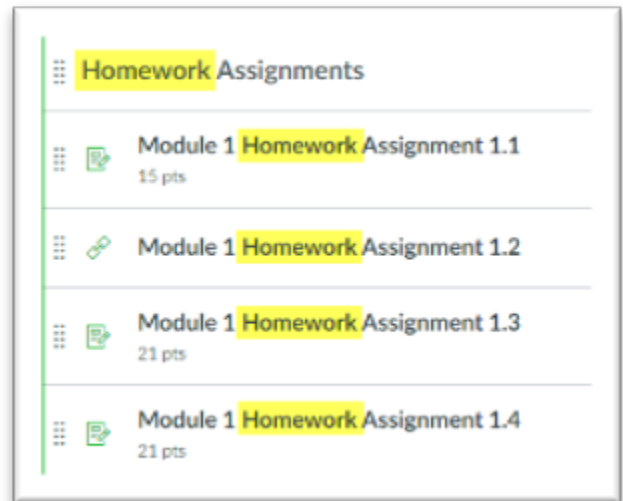 Homework Assignments
Module 1 Homework Assignment 1.1
15 pts
Module 1 Homework Assignment 1.2
Module 1 Homework Assignment 1.3
21 pts
Module 1 Homework Assignment 1.4
21 pts